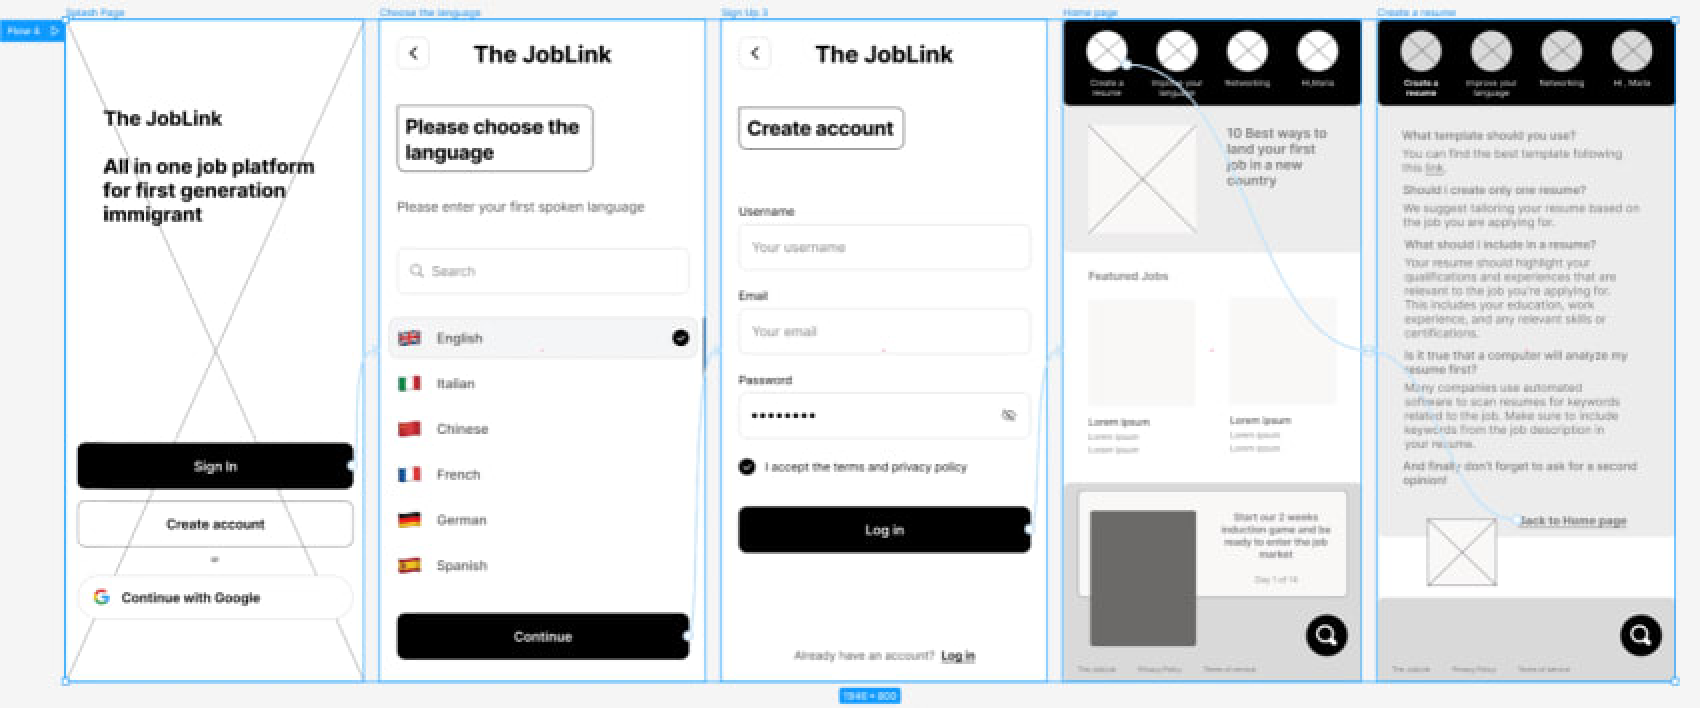 Splash Page
Choose the language
Sign Up 3
Home page
Create a resume
Flow 4
The JobLink
All in one job platform
for first generation
immigrant
Sign In
Create account
or
Continue with Google
The JobLink
Please choose the
language
Please enter your first spoken language
Search
English
Italian
Chinese
French
German
Spanish
Continue
The JobLink
Create account
Username
Your username
Email
Your email
Password
I accept the terms and privacy policy
Log in
Already have an account? Log in
Create a
resume
Improve your
language
Networking
Hi,Maria
10 Best ways to
land your first
job in a new
country
Featured Jobs
Lorem Ipsum
Lorem ipsum
Lorem ipsum
Lorem Ipsum
Lorem ipsum
Lorem ipsum
Start our 2 weeks
induction game and be
ready to enter the job
market
Day 1 of 14
The JobLink
Privacy Policy
Terms of service
Create a
resume
Improve your
language
Networking
Hi , Maria
What template should you use?
You can find the best template following
this link.
Should i create only one resume?
We suggest tailoring your resume based on
the job you are applying for.
What should I include in a resume?
Your resume should highlight your
qualifications and experiences that are
relevant to the job you're applying for.
This includes your education, work
experience, and any relevant skills or
certifications.
Is it true that a computer will analyze my
resume first?
Many companies use automated
software to scan resumes for keywords
related to the job. Make sure to include
keywords from the job description in
your resume.
And finally don't forget to ask for a second
opinion!
Back to Home page
The JobLink
Privacy Policy
Terms of service
1946 × 800